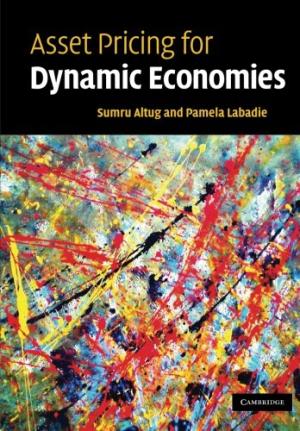 Asset Pricing for
Dynamic Economies
Sumru Altug and Pamela Labadie
CAMBRIDGE